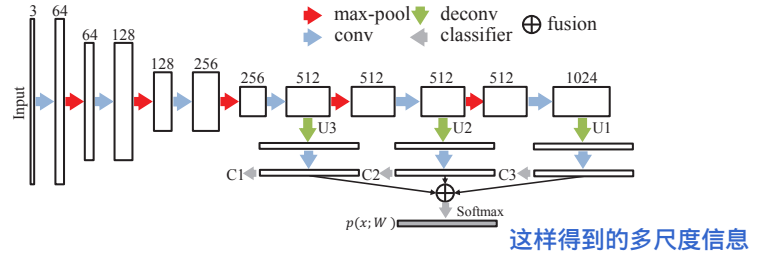 max-pool deconv
conv classifier
fusion
3 64
64 128
128 256
256 512 512 512 512 1024
Input
U3 U2 U1
C1 C2 C3
Softmax
p(x;W)
这样得到的多尺度信息